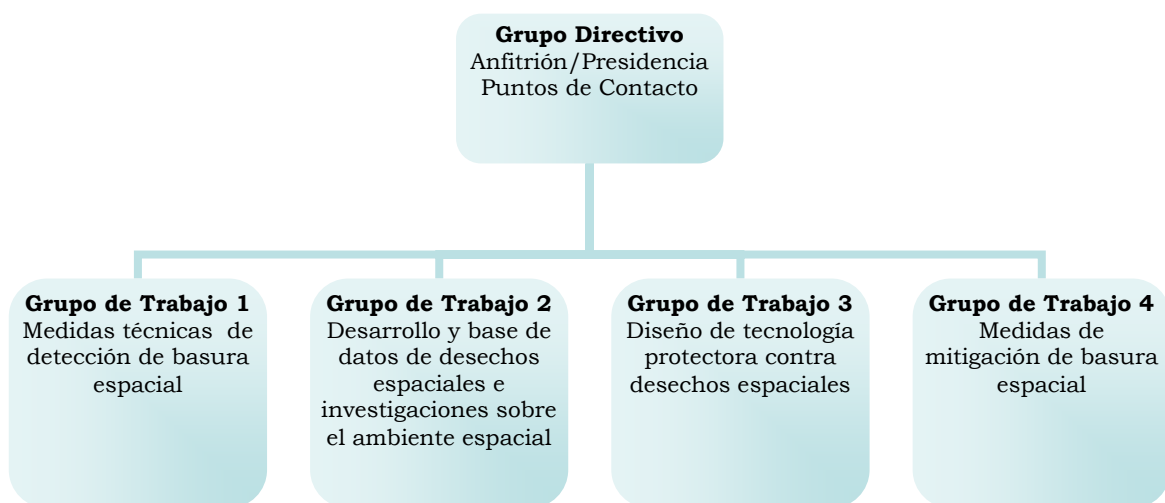 Grupo Directivo
Anfitrión/Presidencia
Puntos de Contacto
Grupo de Trabajo 1
Medidas técnicas de
detección de basura
espacial
Grupo de Trabajo 2
Desarrollo y base de
datos de desechos
espaciales e
investigaciones sobre
el ambiente espacial
Grupo de Trabajo 3
Diseño de tecnología
protectora contra
desechos espaciales
Grupo de Trabajo 4
Medidas de
mitigación de basura
espacial